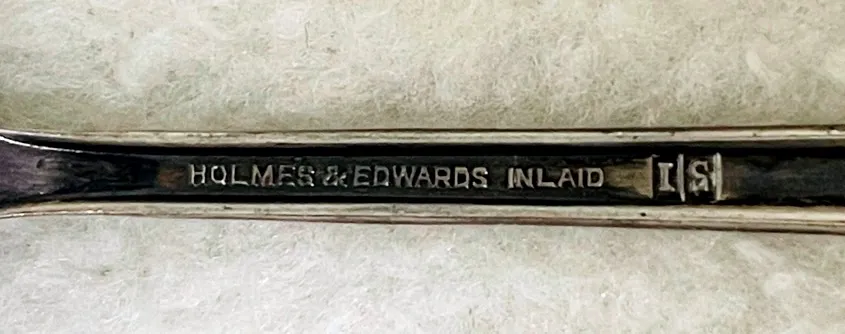 HOLMES & EDWARDS INLAID IS